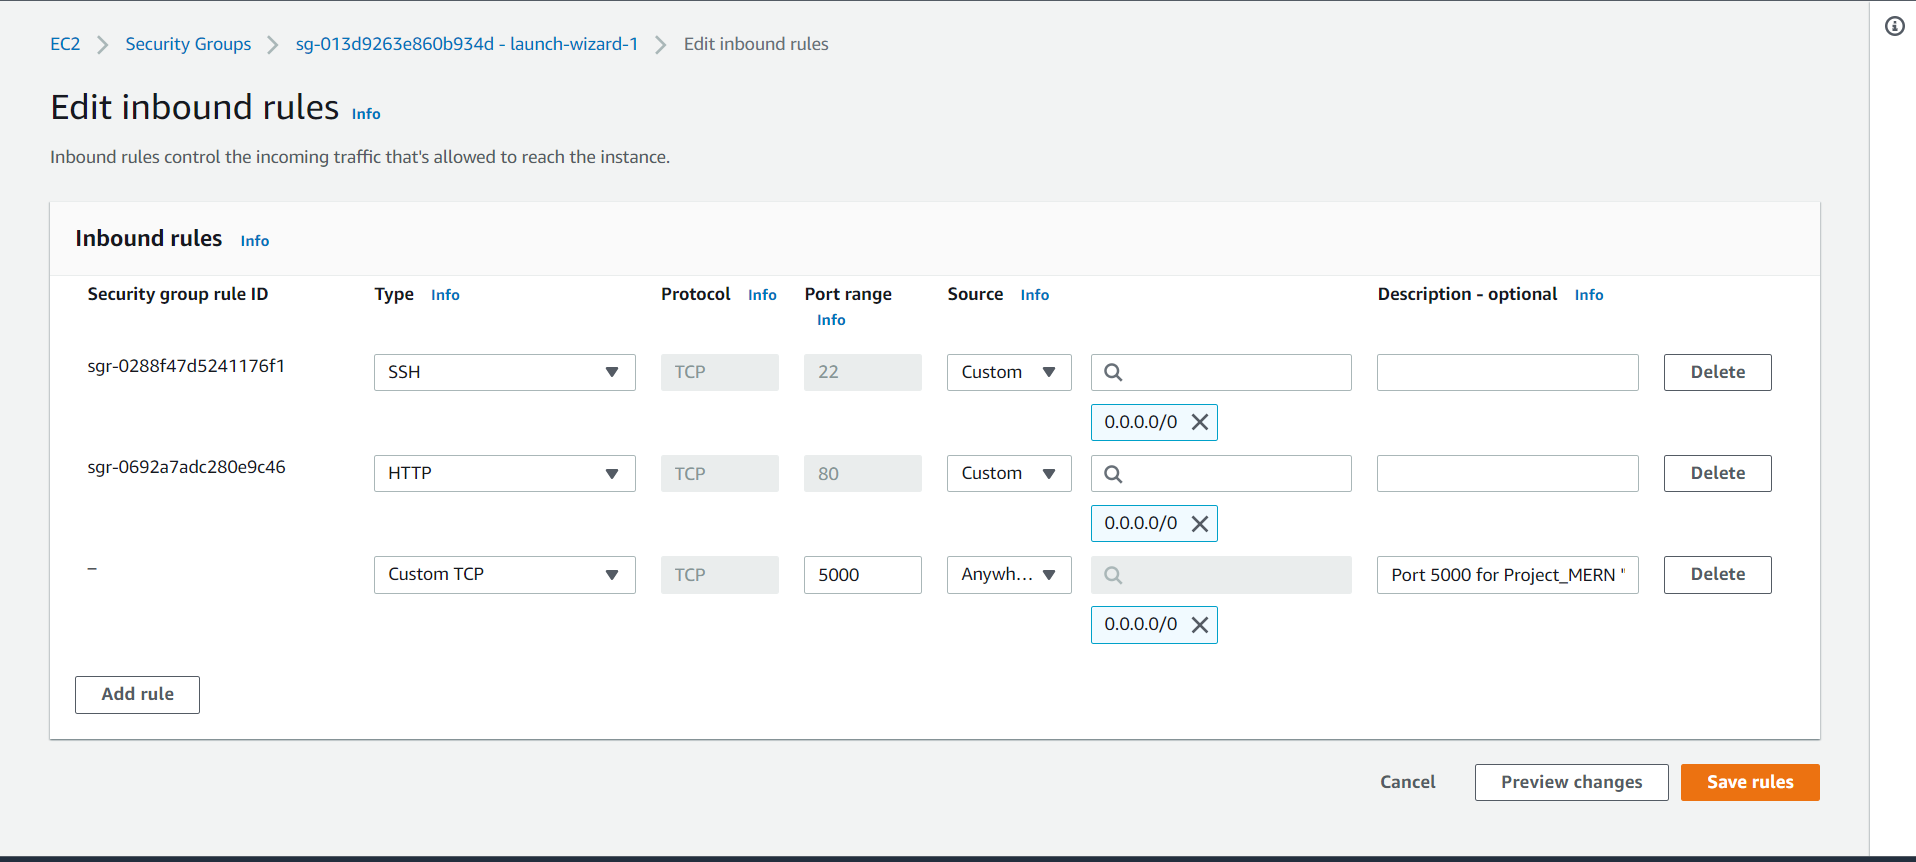 EC2 Security Groups sg-013d9263e860b934d - launch-wizard-1 Edit inbound rules
Edit inbound rules Info
Inbound rules control the incoming traffic that's allowed to reach the instance.
Inbound rules Info
Security group rule ID Type Info Protocol Info Port range Info Source Info Description - optional Info
sgr-0288f47d5241176f1 SSH TCP 22 Custom Delete
0.0.0.0/0
sgr-0692a7adc280e9c46 HTTP TCP 80 Custom Delete
0.0.0.0/0
– Custom TCP TCP 5000 Anywh... Port 5000 for Project_MERN " Delete
0.0.0.0/0
Add rule
Cancel Preview changes Save rules